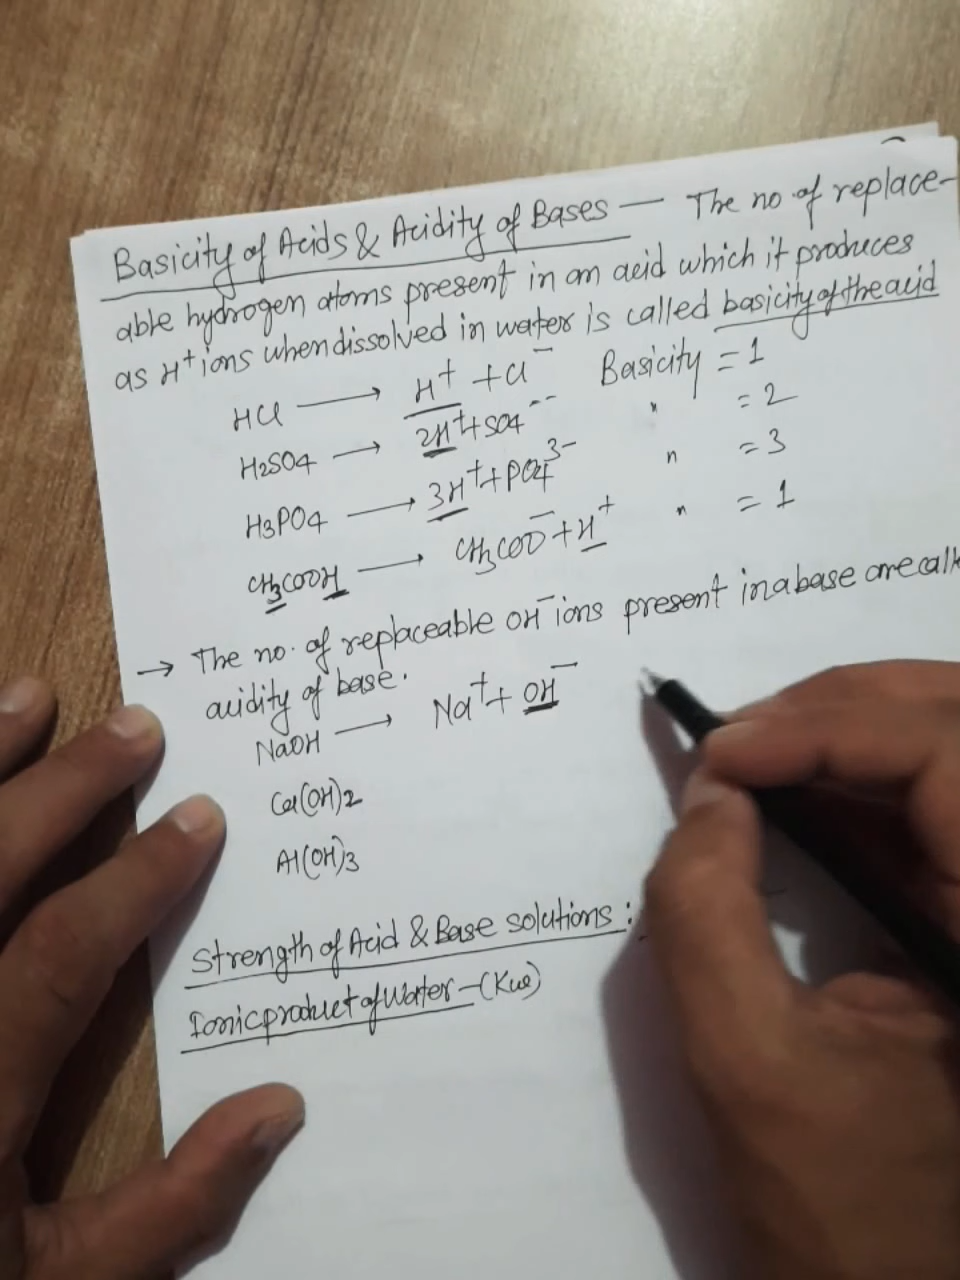 Basicity of Acids & Acidity of Bases — The no of replace-
able hydrogen atoms present in an acid which it produces
as H+ ions when dissolved in water is called basicity of the acid
HCl → H+ + Cl− Basicity = 1
H2SO4 → 2H+ + SO4-- " = 2
H3PO4 → 3H+ + PO4 3− " = 3
CH3COOH → CH3COO− + H+ " = 1
→ The no. of replaceable OH− ions present in a base are call
acidity of base.
NaOH → Na+ + OH−
Ca(OH)2
Al(OH)3
Strength of Acid & Base solutions :
Ionic product of Water - (Kw)